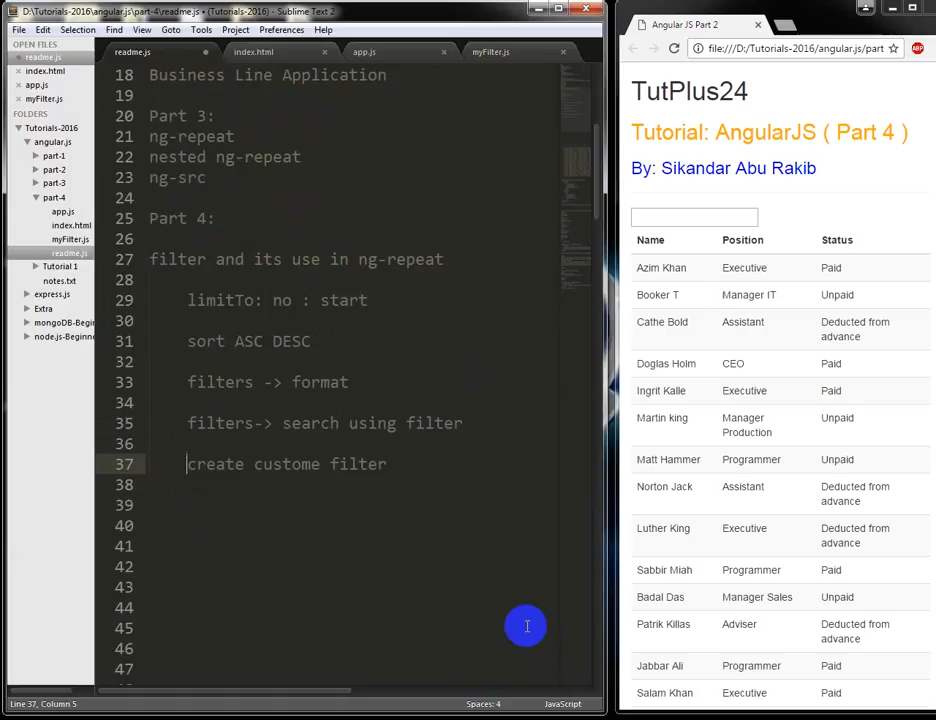 D:\Tutorials-2016\angular.js\part-4\readme.js • - Sublime Text 2
File Edit Selection Find View Goto Tools Project Preferences Help
OPEN FILES
readme.js
index.html
app.js
myFilter.js
FOLDERS
Tutorials-2016
angular.js
part-1
part-2
part-3
part-4
app.js
index.html
myFilter.js
readme.js
Tutorial 1
notes.txt
express.js
Extra
mongoDB-Begin
node.js-Beginne
readme.js index.html app.js myFilter.js
18 Business Line Application
19
20 Part 3:
21 ng-repeat
22 nested ng-repeat
23 ng-src
24
25 Part 4:
26
27 filter and its use in ng-repeat
28
29 limitTo: no : start
30
31 sort ASC DESC
32
33 filters -> format
34
35 filters-> search using filter
36
37 create custome filter
38
39
40
41
42
43
44
45
46
47
Line 37, Column 5 Spaces: 4 JavaScript
Angular JS Part 2
file:///D:/Tutorials-2016/angular.js/part
ABP
TutPlus24
Tutorial: AngularJS ( Part 4 )
By: Sikandar Abu Rakib
Name Position Status
Azim Khan Executive Paid
Booker T Manager IT Unpaid
Cathe Bold Assistant Deducted from advance
Doglas Holm CEO Paid
Ingrit Kalle Executive Paid
Martin king Manager Production Unpaid
Matt Hammer Programmer Unpaid
Norton Jack Assistant Deducted from advance
Luther King Executive Deducted from advance
Sabbir Miah Programmer Paid
Badal Das Manager Sales Unpaid
Patrik Killas Adviser Deducted from advance
Jabbar Ali Programmer Paid
Salam Khan Executive Paid